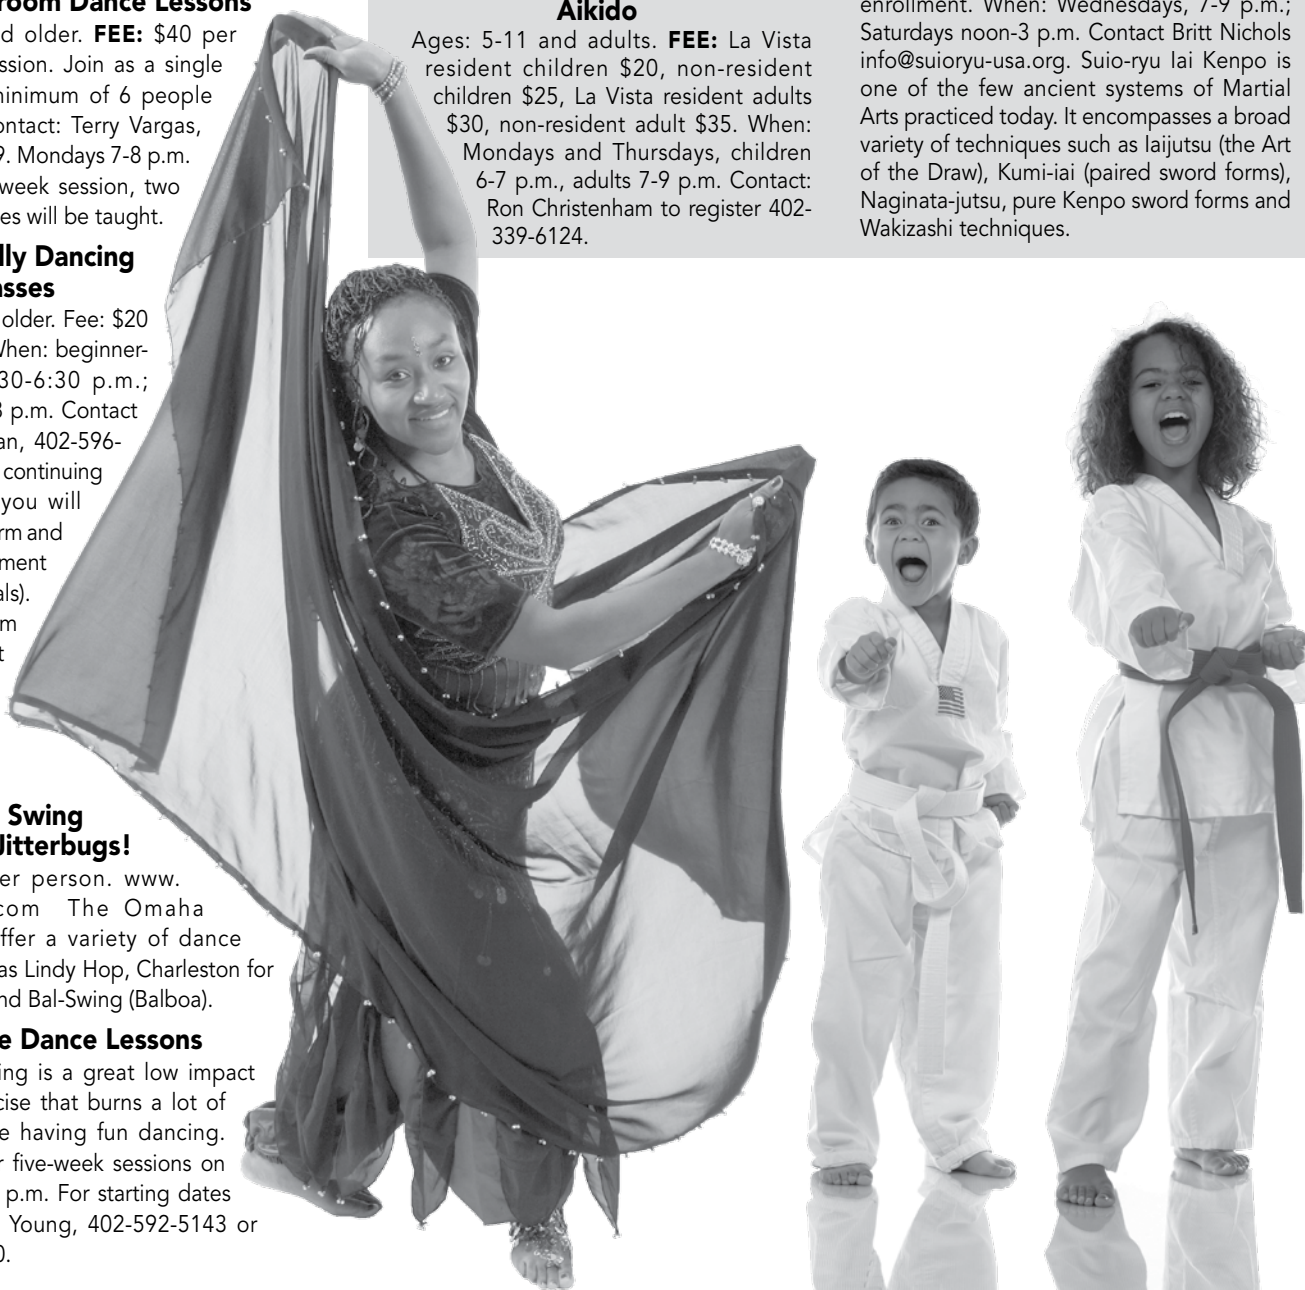 room Dance Lessons
d older. FEE: $40 per
ssion. Join as a single
minimum of 6 people
ontact: Terry Vargas,
9. Mondays 7-8 p.m.
week session, two
es will be taught.
lly Dancing
asses
older. Fee: $20
When: beginner-
30-6:30 p.m.;
8 p.m. Contact
an, 402-596-
continuing
you will
rm and
ment
als).
m
t
Swing
Jitterbugs!
er person. www.
com The Omaha
ffer a variety of dance
as Lindy Hop, Charleston for
nd Bal-Swing (Balboa).
e Dance Lessons
ing is a great low impact
cise that burns a lot of
e having fun dancing.
r five-week sessions on
p.m. For starting dates
Young, 402-592-5143 or
0.
Aikido
Ages: 5-11 and adults. FEE: La Vista
resident children $20, non-resident
children $25, La Vista resident adults
$30, non-resident adult $35. When:
Mondays and Thursdays, children
6-7 p.m., adults 7-9 p.m. Contact:
Ron Christenham to register 402-
339-6124.
enrollment. When: Wednesdays, 7-9 p.m.;
Saturdays noon-3 p.m. Contact Britt Nichols
info@suioryu-usa.org. Suio-ryu Iai Kenpo is
one of the few ancient systems of Martial
Arts practiced today. It encompasses a broad
variety of techniques such as Iaijutsu (the Art
of the Draw), Kumi-iai (paired sword forms),
Naginata-jutsu, pure Kenpo sword forms and
Wakizashi techniques.